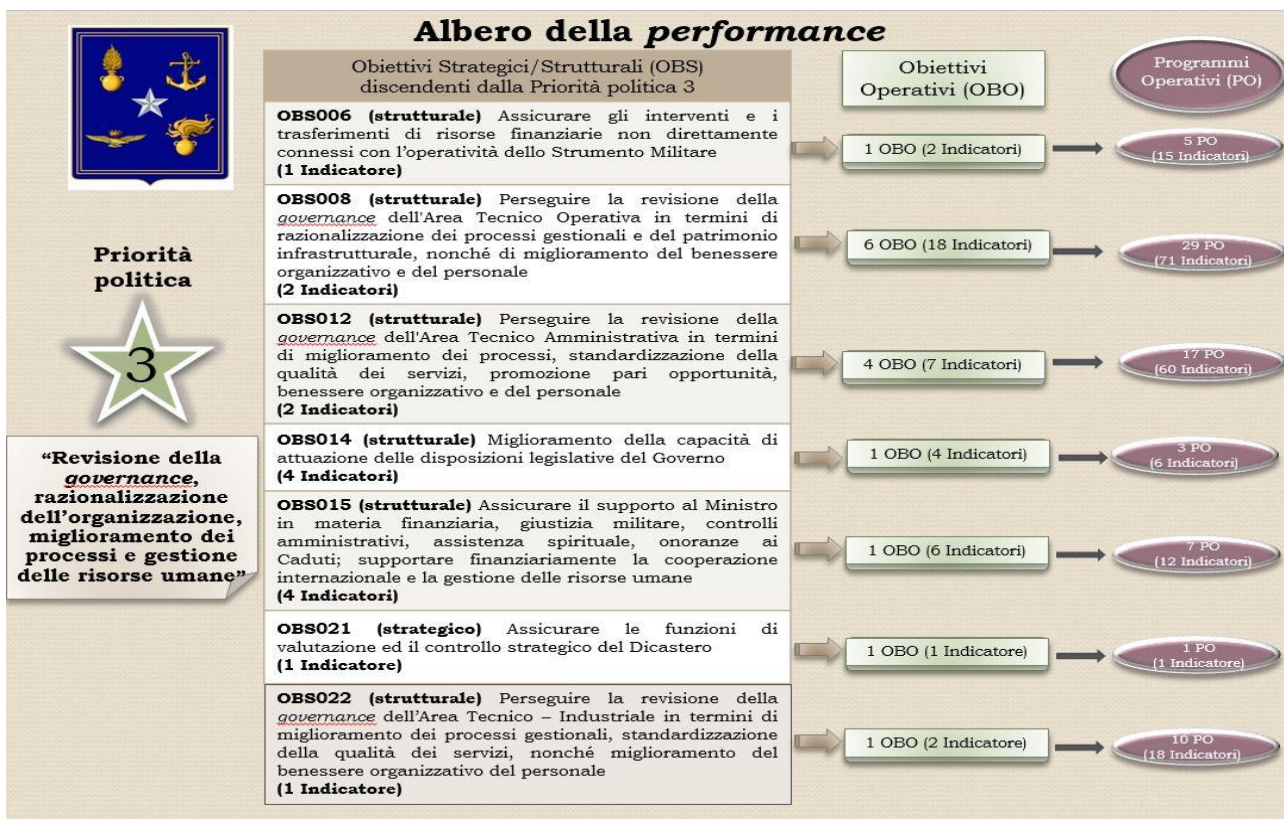 Albero della performance
Priorità
politica
3
“Revisione della
governance,
razionalizzazione
dell’organizzazione,
miglioramento dei
processi e gestione
delle risorse umane”
Obiettivi Strategici/Strutturali (OBS)
discendenti dalla Priorità politica 3
Obiettivi
Operativi (OBO)
Programmi
Operativi (PO)
OBS006 (strutturale) Assicurare gli interventi e i
trasferimenti di risorse finanziarie non direttamente
connessi con l’operatività dello Strumento Militare
(1 Indicatore)
1 OBO (2 Indicatori)
5 PO
(15 Indicatori)
OBS008 (strutturale) Perseguire la revisione della
governance dell'Area Tecnico Operativa in termini di
razionalizzazione dei processi gestionali e del patrimonio
infrastrutturale, nonché di miglioramento del benessere
organizzativo e del personale
(2 Indicatori)
6 OBO (18 Indicatori)
29 PO
(71 Indicatori)
OBS012 (strutturale) Perseguire la revisione della
governance dell'Area Tecnico Amministrativa in termini
di miglioramento dei processi, standardizzazione della
qualità dei servizi, promozione pari opportunità,
benessere organizzativo e del personale
(2 Indicatori)
4 OBO (7 Indicatori)
17 PO
(60 Indicatori)
OBS014 (strutturale) Miglioramento della capacità di
attuazione delle disposizioni legislative del Governo
(4 Indicatori)
1 OBO (4 Indicatori)
3 PO
(6 Indicatori)
OBS015 (strutturale) Assicurare il supporto al Ministro
in materia finanziaria, giustizia militare, controlli
amministrativi, assistenza spirituale, onoranze ai
Caduti; supportare finanziariamente la cooperazione
internazionale e la gestione delle risorse umane
(4 Indicatori)
1 OBO (6 Indicatori)
7 PO
(12 Indicatori)
OBS021 (strategico) Assicurare le funzioni di
valutazione ed il controllo strategico del Dicastero
(1 Indicatore)
1 OBO (1 Indicatore)
1 PO
(1 Indicatore)
OBS022 (strutturale) Perseguire la revisione della
governance dell’Area Tecnico – Industriale in termini di
miglioramento dei processi gestionali, standardizzazione
della qualità dei servizi, nonché miglioramento del
benessere organizzativo del personale
(1 Indicatore)
1 OBO (2 Indicatore)
10 PO
(18 Indicatori)